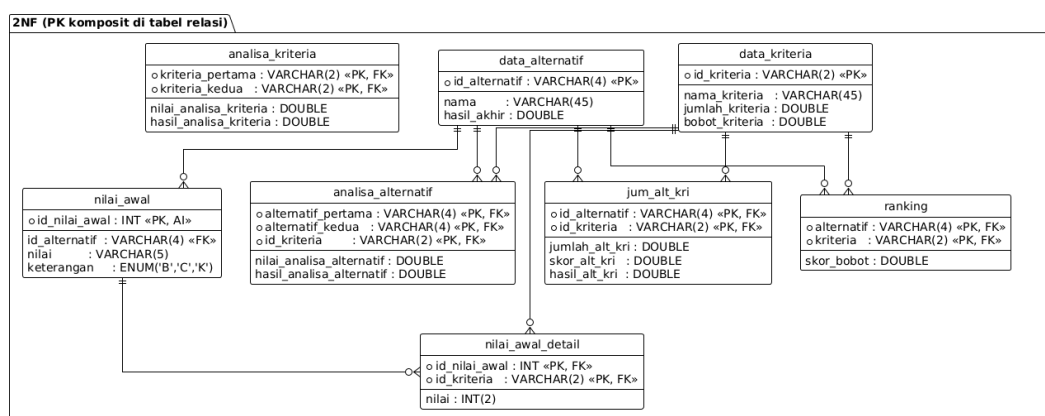 2NF (PK komposit di tabel relasi)
analisa_kriteria
kriteria_pertama : VARCHAR(2) «PK, FK»
kriteria_kedua : VARCHAR(2) «PK, FK»
nilai_analisa_kriteria : DOUBLE
hasil_analisa_kriteria : DOUBLE
data_alternatif
id_alternatif : VARCHAR(4) «PK»
nama : VARCHAR(45)
hasil_akhir : DOUBLE
data_kriteria
id_kriteria : VARCHAR(2) «PK»
nama_kriteria : VARCHAR(45)
jumlah_kriteria : DOUBLE
bobot_kriteria : DOUBLE
nilai_awal
id_nilai_awal : INT «PK, AI»
id_alternatif : VARCHAR(4) «FK»
nilai : VARCHAR(5)
keterangan : ENUM('B','C','K')
analisa_alternatif
alternatif_pertama : VARCHAR(4) «PK, FK»
alternatif_kedua : VARCHAR(4) «PK, FK»
id_kriteria : VARCHAR(2) «PK, FK»
nilai_analisa_alternatif : DOUBLE
hasil_analisa_alternatif : DOUBLE
jum_alt_kri
id_alternatif : VARCHAR(4) «PK, FK»
id_kriteria : VARCHAR(2) «PK, FK»
jumlah_alt_kri : DOUBLE
skor_alt_kri : DOUBLE
hasil_alt_kri : DOUBLE
ranking
alternatif : VARCHAR(4) «PK, FK»
kriteria : VARCHAR(2) «PK, FK»
skor_bobot : DOUBLE
nilai_awal_detail
id_nilai_awal : INT «PK, FK»
id_kriteria : VARCHAR(2) «PK, FK»
nilai : INT(2)